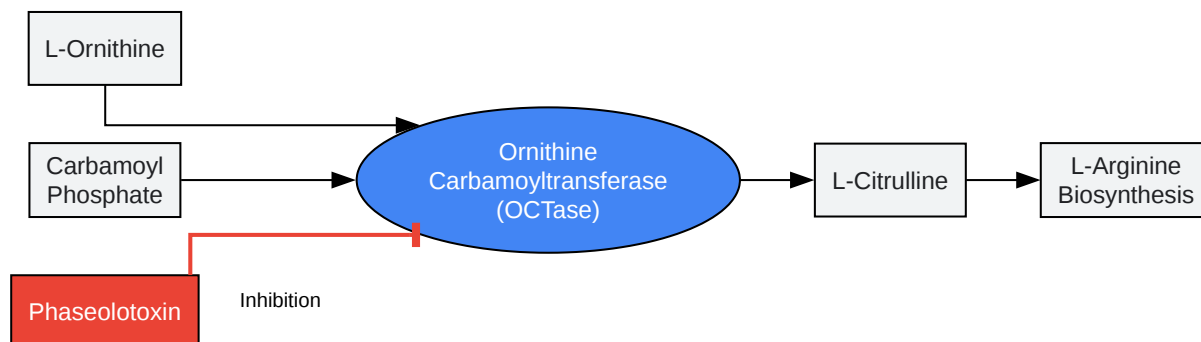 L-Ornithine
Carbamoyl
Phosphate
Ornithine
Carbamoyltransferase
(OCTase)
L-Citrulline
L-Arginine
Biosynthesis
Phaseolotoxin
Inhibition